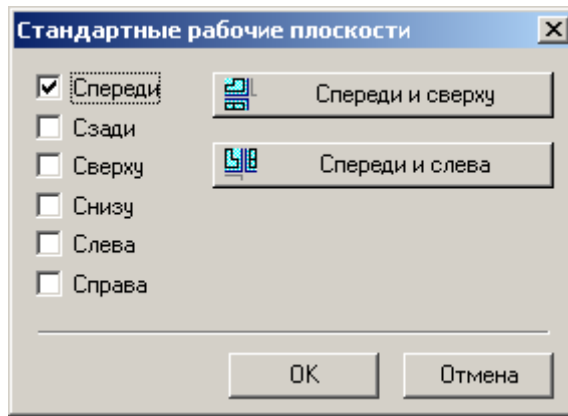 Стандартные рабочие плоскости
Спереди
Сзади
Сверху
Снизу
Слева
Справа
Спереди и сверху
Спереди и слева
OK
Отмена